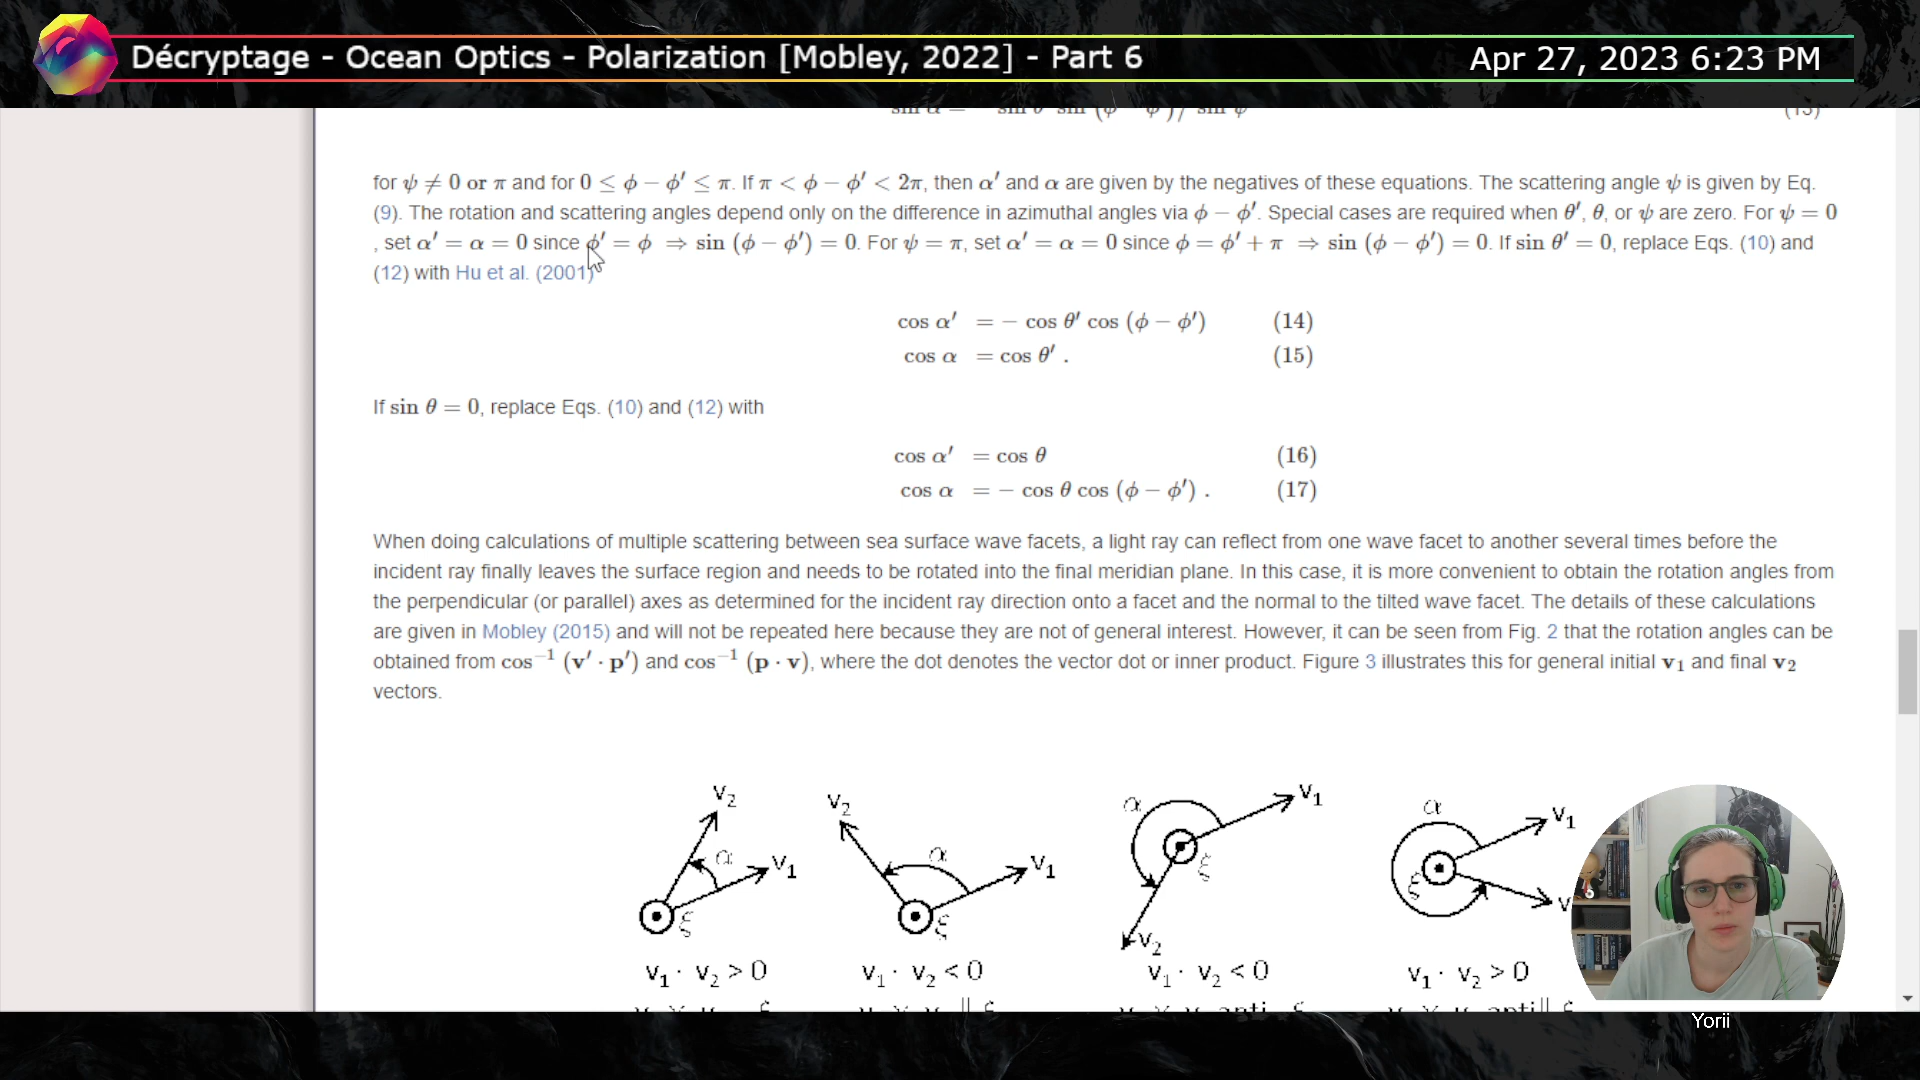 Décryptage - Ocean Optics - Polarization [Mobley, 2022] - Part 6
Apr 27, 2023 6:23 PM
for ψ ≠ 0 or π and for 0 ≤ ϕ − ϕ′ ≤ π. If π < ϕ − ϕ′ < 2π, then α′ and α are given by the negatives of these equations. The scattering angle ψ is given by Eq.
(9). The rotation and scattering angles depend only on the difference in azimuthal angles via ϕ − ϕ′. Special cases are required when θ′, θ, or ψ are zero. For ψ = 0
, set α′ = α = 0 since ϕ′ = ϕ ⇒ sin (ϕ − ϕ′) = 0. For ψ = π, set α′ = α = 0 since ϕ = ϕ′ + π ⇒ sin (ϕ − ϕ′) = 0. If sin θ′ = 0, replace Eqs. (10) and
(12) with Hu et al. (2001)
cos α′ = − cos θ′ cos (ϕ − ϕ′) (14)
cos α = cos θ′ . (15)
If sin θ = 0, replace Eqs. (10) and (12) with
cos α′ = cos θ (16)
cos α = − cos θ cos (ϕ − ϕ′) . (17)
When doing calculations of multiple scattering between sea surface wave facets, a light ray can reflect from one wave facet to another several times before the
incident ray finally leaves the surface region and needs to be rotated into the final meridian plane. In this case, it is more convenient to obtain the rotation angles from
the perpendicular (or parallel) axes as determined for the incident ray direction onto a facet and the normal to the tilted wave facet. The details of these calculations
are given in Mobley (2015) and will not be repeated here because they are not of general interest. However, it can be seen from Fig. 2 that the rotation angles can be
obtained from cos⁻¹ (v′ · p′) and cos⁻¹ (p · v), where the dot denotes the vector dot or inner product. Figure 3 illustrates this for general initial v₁ and final v₂
vectors.
v₂ α v₁ ξ
v₂ α v₁ ξ
α v₁ ξ v₂
α v₁ ξ v
v₁ · v₂ > 0 v₁ · v₂ < 0 v₁ · v₂ < 0 v₁ · v₂ > 0
Yorii